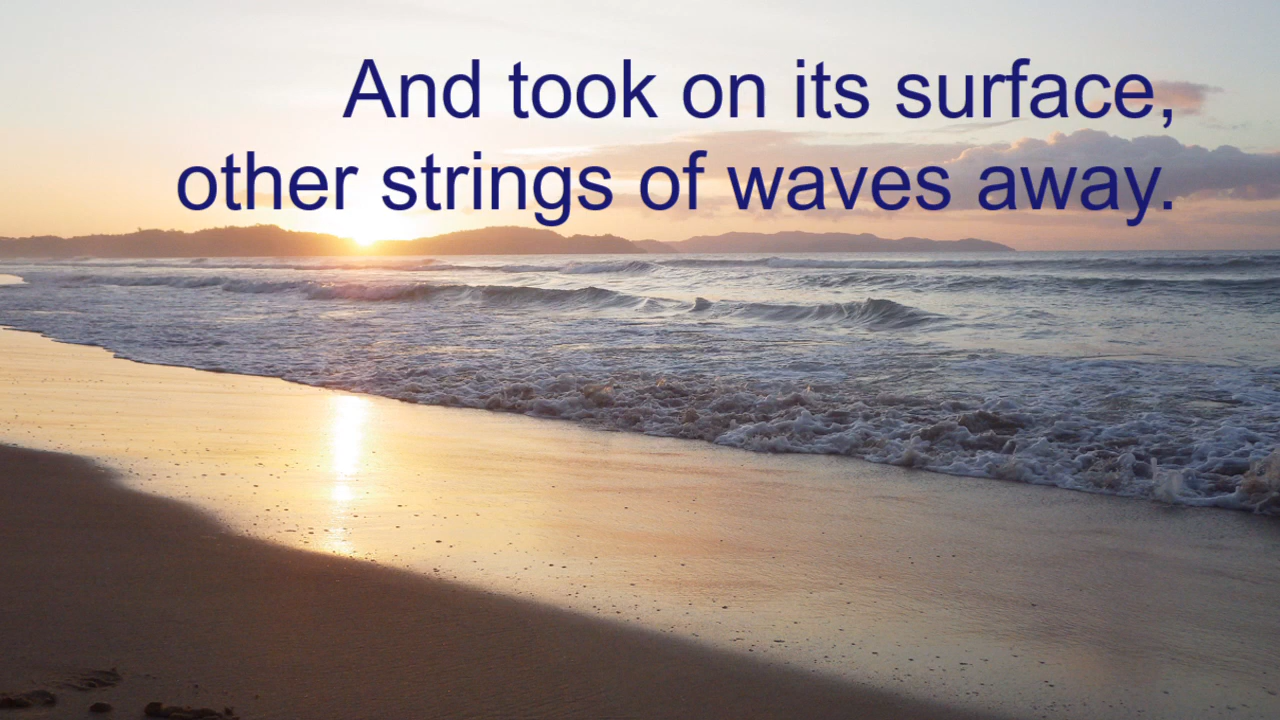 And took on its surface,
other strings of waves away.